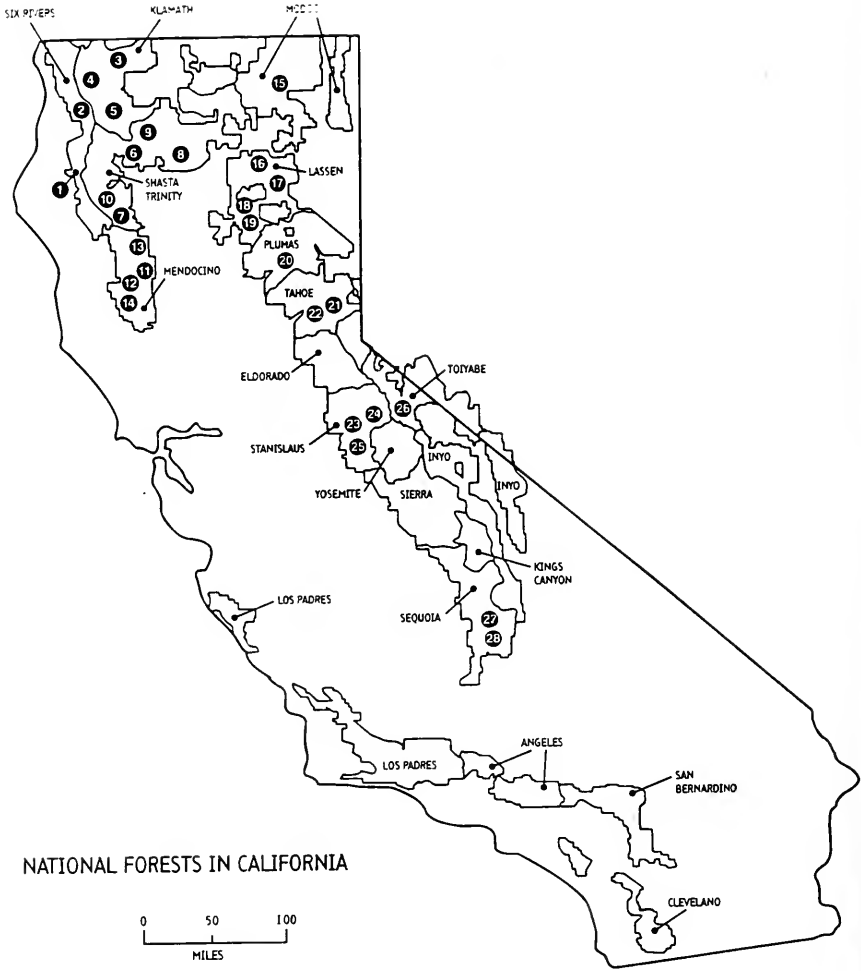 SIX RIVERS
KLAMATH
MODOC
3
4
15
2
5
9
6
8
16
LASSEN
1
SHASTA
TRINITY
17
10
7
18
19
13
PLUMAS
20
11
MENDOCINO
12
14
TAHOE
21
22
ELDORADO
TOIYABE
26
24
23
STANISLAUS
25
INYO
INYO
YOSEMITE
SIERRA
KINGS
CANYON
LOS PADRES
SEQUOIA
27
28
ANGELES
LOS PADRES
SAN
BERNARDINO
NATIONAL FORESTS IN CALIFORNIA
CLEVELAND
0 50 100
MILES